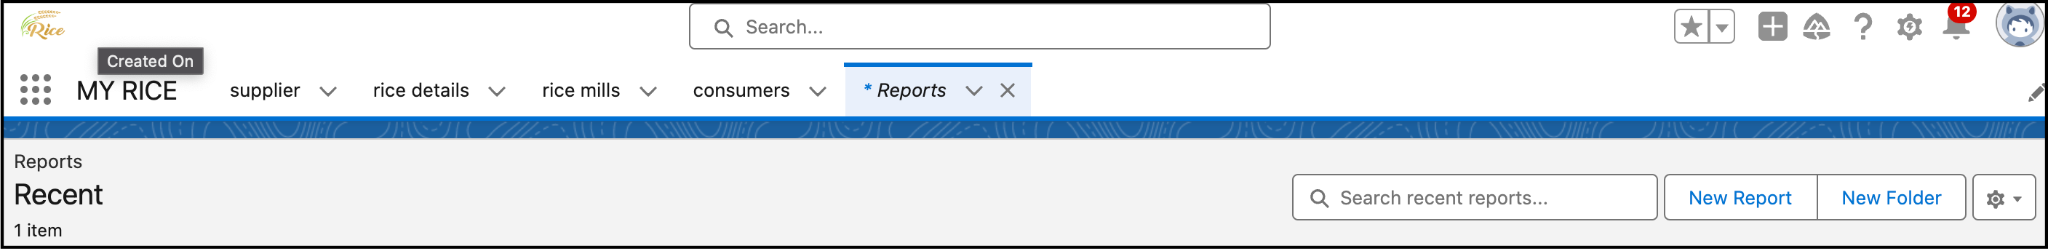 Rice
Search...
12
Created On
MY RICE
supplier
rice details
rice mills
consumers
* Reports
Reports
Recent
1 item
Search recent reports...
New Report
New Folder